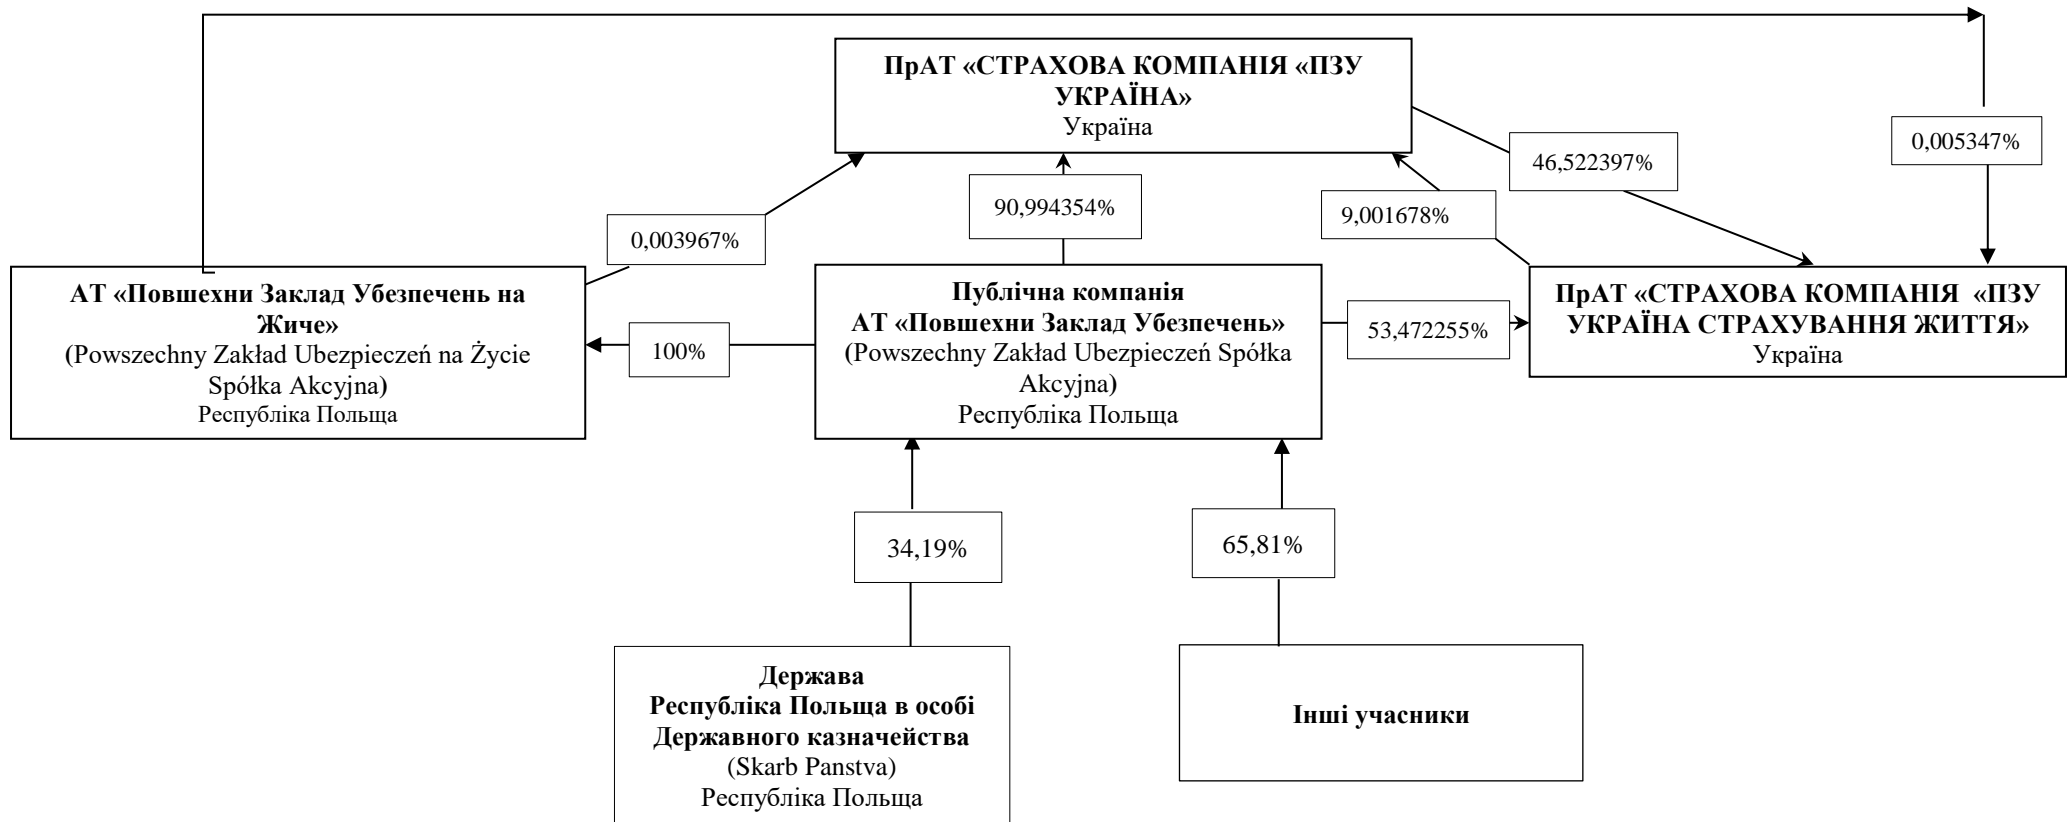 ПрАТ «СТРАХОВА КОМПАНІЯ «ПЗУ
УКРАЇНА»
Україна
0,005347%
46,522397%
90,994354%
9,001678%
0,003967%
АТ «Повшехни Заклад Убезпечень на
Жиче»
(Powszechny Zakład Ubezpieczeń na Życie
Spółka Akcyjna)
Республіка Польща
100%
Публічна компанія
АТ «Повшехни Заклад Убезпечень»
(Powszechny Zakład Ubezpieczeń Spółka
Akcyjna)
Республіка Польща
53,472255%
ПрАТ «СТРАХОВА КОМПАНІЯ «ПЗУ
УКРАЇНА СТРАХУВАННЯ ЖИТТЯ»
Україна
34,19%
65,81%
Держава
Республіка Польща в особі
Державного казначейства
(Skarb Panstva)
Республіка Польща
Інші учасники